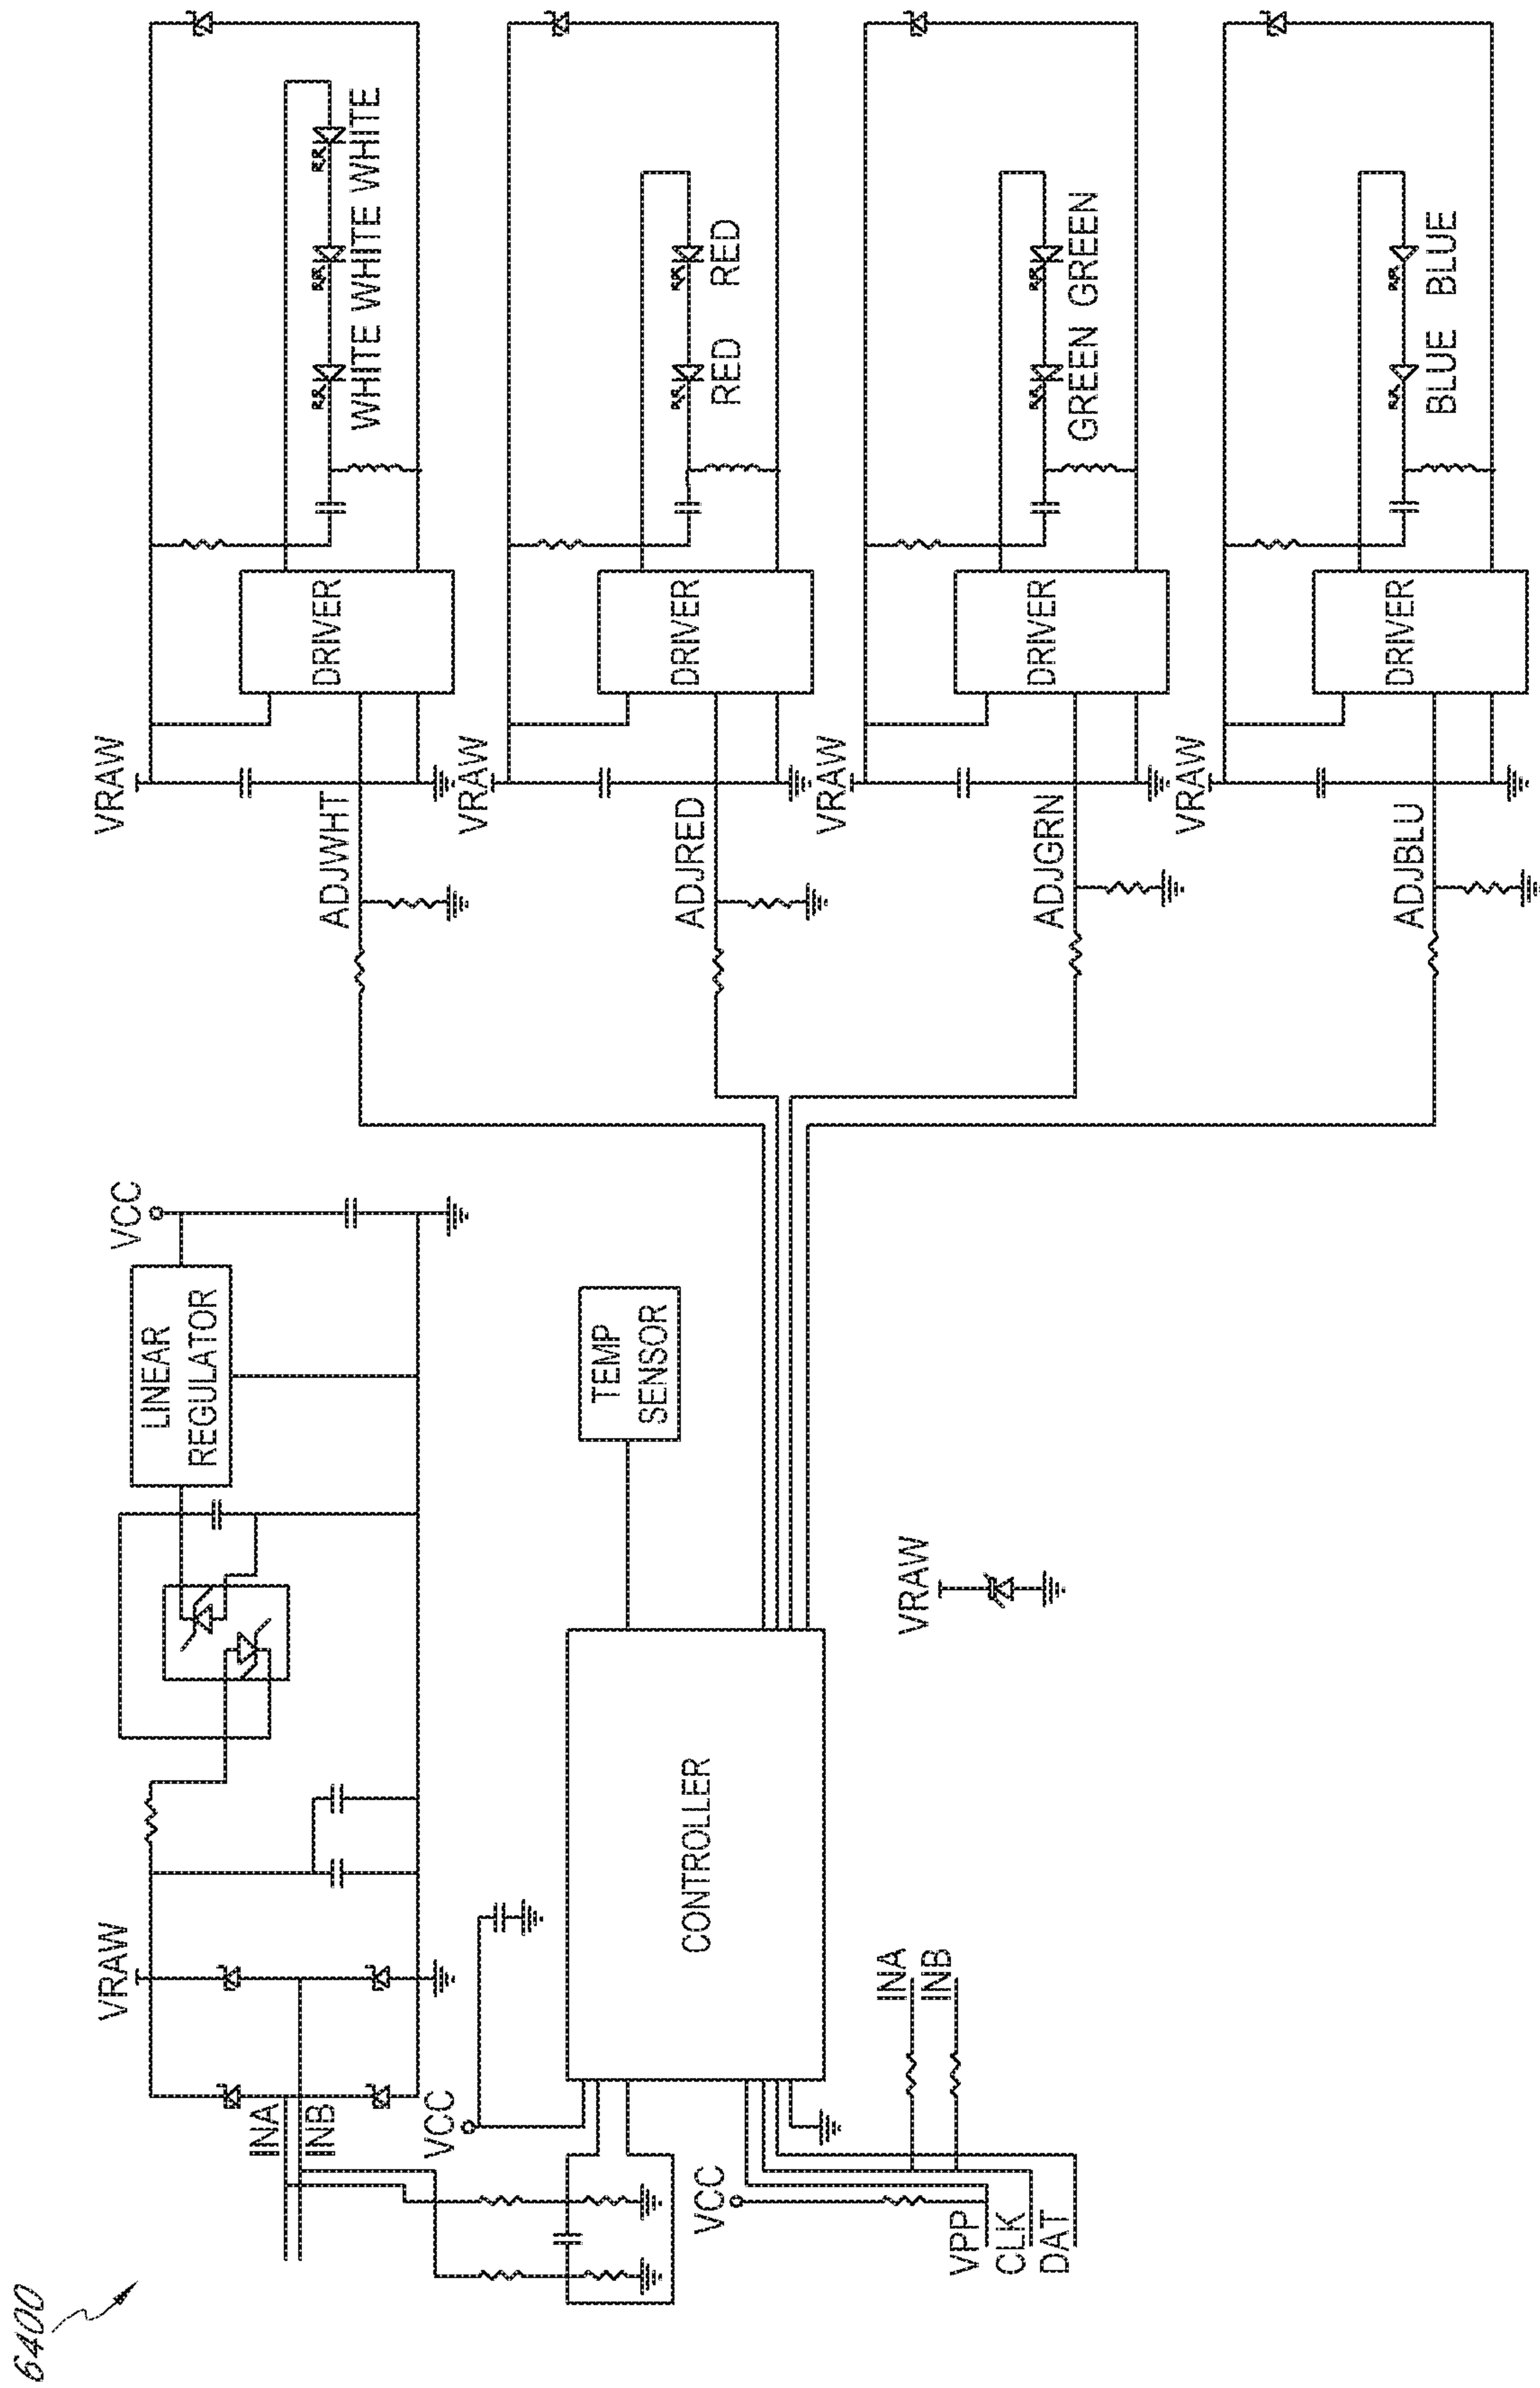 6400
VRAW
INA
INB
LINEAR
REGULATOR
VCC
VCC
CONTROLLER
TEMP
SENSOR
VCC
VPP
CLK
DAT
INA
INB
VRAW
VRAW
ADJWHT
DRIVER
WHITE WHITE WHITE
VRAW
ADJRED
DRIVER
RED RED
VRAW
ADJGRN
DRIVER
GREEN GREEN
VRAW
ADJBLU
DRIVER
BLUE BLUE